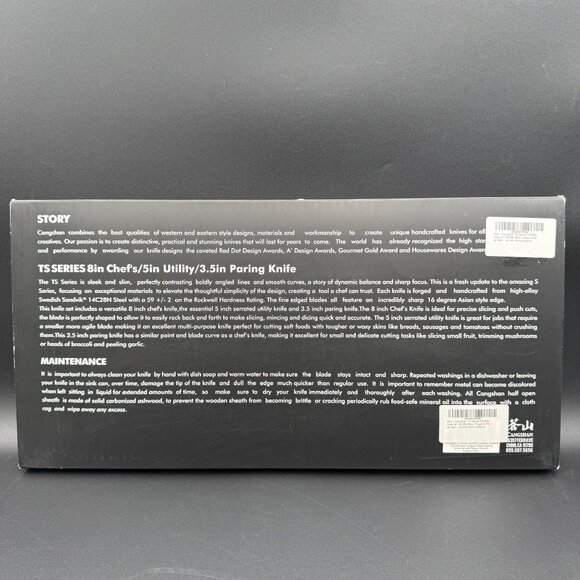 STORY
Cangshan combines the best qualities of western and eastern style designs, materials and workmanship to create unique handcrafted knives for all
creatives. Our passion is to create distinctive, practical and stunning knives that will last for years to come. The world has already recognized the high
and performance by awarding our knife designs the coveted Red Dot Design Awards, A' Design Awards, Gourmet Gold Award and Housewares Design Awards
TS SERIES 8in Chef's/5in Utility/3.5in Paring Knife
The TS Series is sleek and slim, perfectly contrasting boldly angled lines and smooth curves, a story of dynamic balance and sharp focus. This is a fresh update to the amazing S
Series, focusing on exceptional materials to elevate the thoughtful simplicity of the design, creating a tool a chef can trust. Each knife is forged and handcrafted from high-alloy
Swedish Sandvik® 14C28N Steel with a 59 +/- 2 on the Rockwell Hardness Rating. The fine edged blades all feature an incredibly sharp 16 degree Asian style edge.
This knife set includes a versatile 8 inch chef's knife,the essential 5 inch serrated utility knife and 3.5 inch paring knife.The 8 inch Chef's Knife is ideal for precise slicing and push cuts,
the blade is perfectly shaped to allow it to easily rock back and forth to make slicing, mincing and dicing quick and accurate. The 5 inch serrated utility knife is great for jobs that require
a smaller more agile blade making it an excellent multi-purpose knife perfect for cutting soft foods with tougher or waxy skins like breads, sausages and tomatoes without crushing
them.This 3.5 inch paring knife has a similar point and blade curve as a chef's knife, making it excellent for small and delicate cutting tasks like slicing small fruit, trimming mushrooms
or heads of broccoli and peeling garlic.
MAINTENANCE
It is important to always clean your knife by hand with dish soap and warm water to make sure the blade stays intact and sharp. Repeated washings in a dishwasher or leaving
your knife in the sink can, over time, damage the tip of the knife and dull the edge much quicker than regular use. It is important to remember metal can become discolored
when left sitting in liquid for extended amounts of time, so make sure to dry your knife immediately and thoroughly after each washing. All Cangshan half open
sheath is made of solid carbonized ashwood, to prevent the wooden sheath from becoming brittle or cracking periodically rub food-safe mineral oil into the surface with a cloth
rag and wipe away any excess.
苍山
CANGSHAN
CHINO,CA 91708
855.597.5656